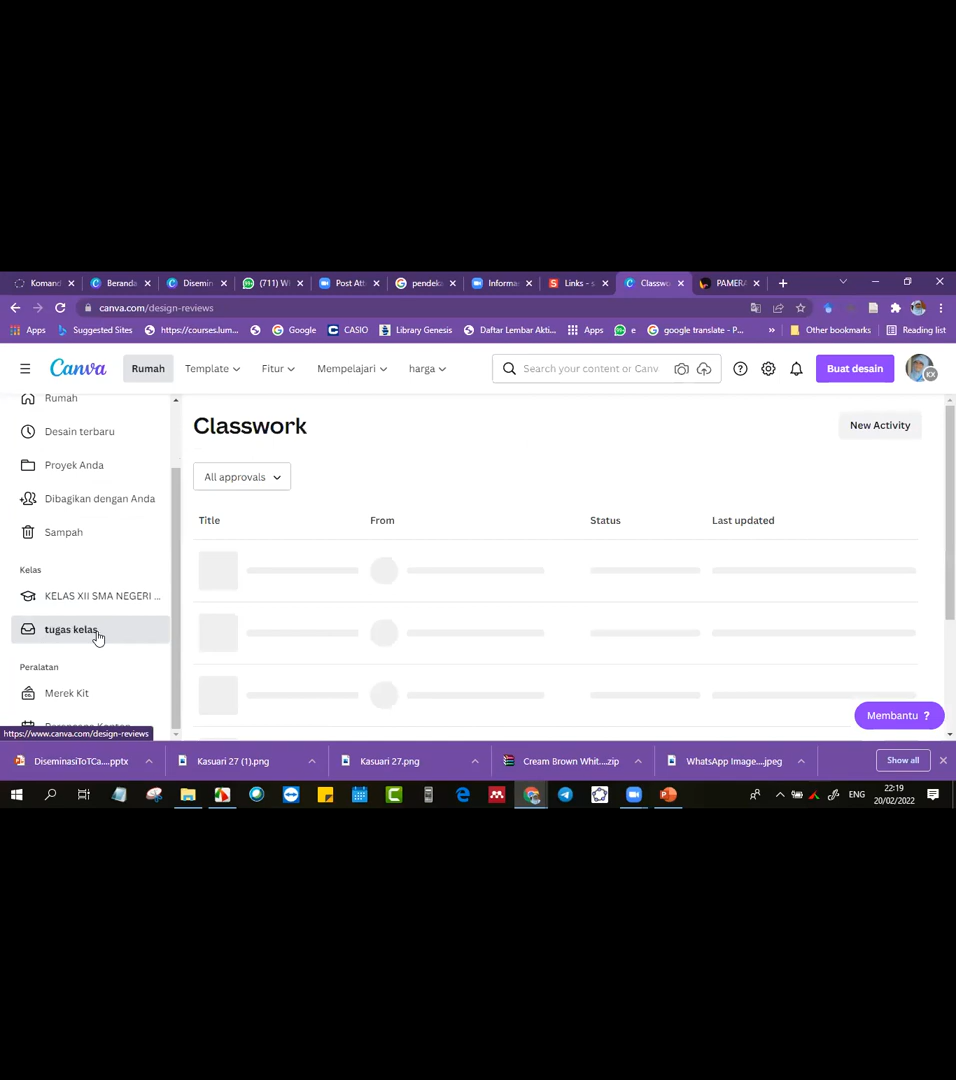 Komand
Beranda
Disemin
(711) W
Post Att
pendeka
Informa
Links - s
Classwo
PAMERA
canva.com/design-reviews
Apps
Suggested Sites
https://courses.lum...
Google
CASIO
Library Genesis
Daftar Lembar Akti...
Apps
e
google translate - P...
»
Other bookmarks
Reading list
Canva
Rumah
Template
Fitur
Mempelajari
harga
Search your content or Canv
Buat desain
KX
Rumah
Desain terbaru
Proyek Anda
Dibagikan dengan Anda
Sampah
Kelas
KELAS XII SMA NEGERI ...
tugas kelas
Peralatan
Merek Kit
https://www.canva.com/design-reviews
Classwork
New Activity
All approvals
Title
From
Status
Last updated
Membantu ?
DiseminasiToTCa....pptx
Kasuari 27 (1).png
Kasuari 27.png
Cream Brown Whit....zip
WhatsApp Image....jpeg
Show all
ENG
22:19
20/02/2022